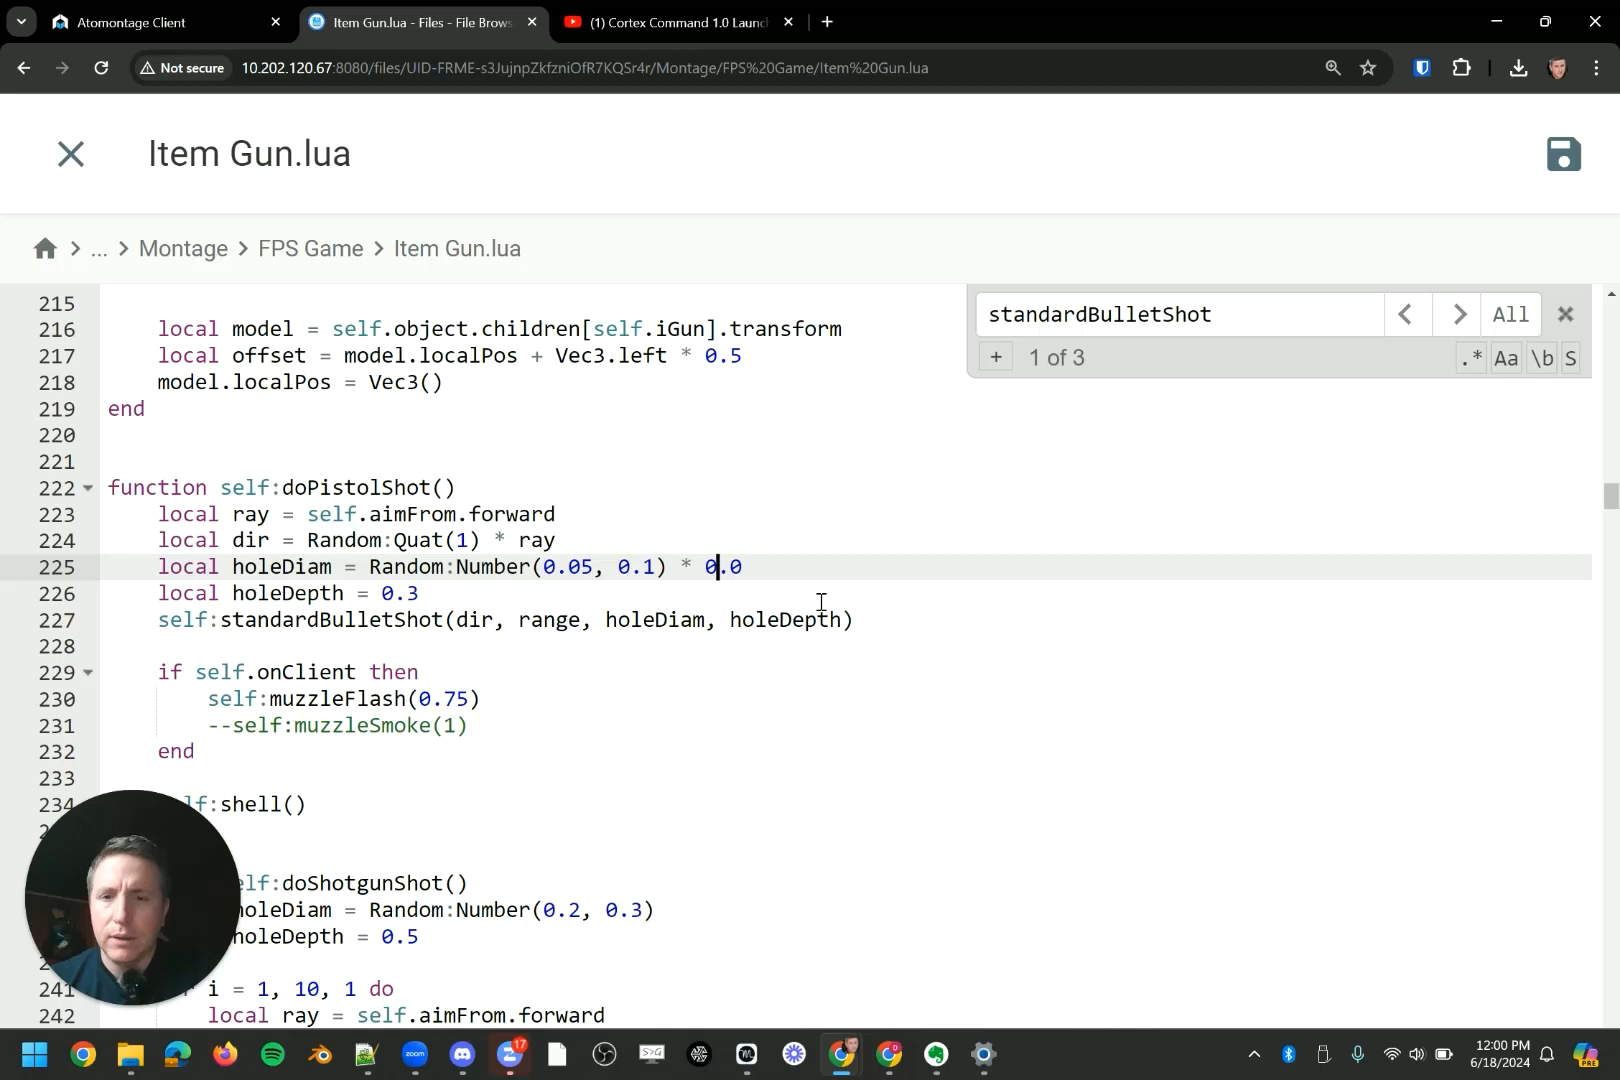 Atomontage Client
Item Gun.lua - Files - File Brows
(1) Cortex Command 1.0 Launc
Not secure
10.202.120.67:8080/files/UID-FRME-s3JujnpZkfzniOfR7KQSr4r/Montage/FPS%20Game/Item%20Gun.lua
Item Gun.lua
... > Montage > FPS Game > Item Gun.lua
standardBulletShot
All
+ 1 of 3
.* Aa \b S
215
216 local model = self.object.children[self.iGun].transform
217 local offset = model.localPos + Vec3.left * 0.5
218 model.localPos = Vec3()
219 end
220
221
222 function self:doPistolShot()
223 local ray = self.aimFrom.forward
224 local dir = Random:Quat(1) * ray
225 local holeDiam = Random:Number(0.05, 0.1) * 0.0
226 local holeDepth = 0.3
227 self:standardBulletShot(dir, range, holeDiam, holeDepth)
228
229 if self.onClient then
230 self:muzzleFlash(0.75)
231 --self:muzzleSmoke(1)
232 end
233
234 lf:shell()
elf:doShotgunShot()
holeDiam = Random:Number(0.2, 0.3)
holeDepth = 0.5
241 i = 1, 10, 1 do
242 local ray = self.aimFrom.forward
zoom
17
12:00 PM
6/18/2024
PRE